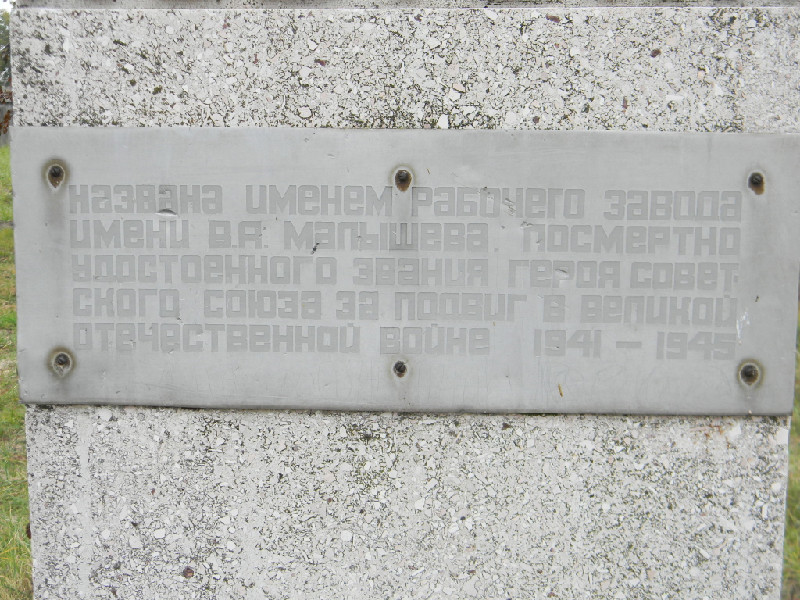 названа именем рабочего завода
имени В.А. Малышева посмертно
удостоенного звания героя совет-
ского союза за подвиг в великой
отечественной войне 1941 – 1945